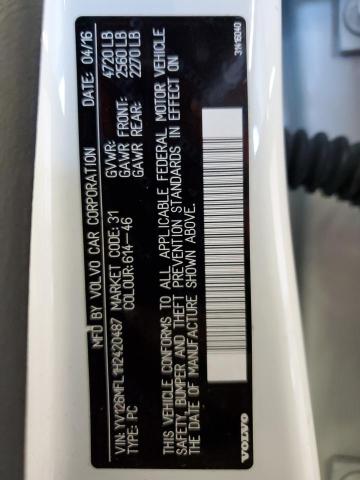 MFD BY VOLVO CAR CORPORATION DATE: 04/16
VIN: YV126MFL1H2420487 MARKET CODE: 31 GVWR: 4720 LB
TYPE: PC COLOUR: 614-46 GAWR FRONT: 2560 LB
GAWR REAR: 2270 LB
THIS VEHICLE CONFORMS TO ALL APPLICABLE FEDERAL MOTOR VEHICLE
SAFETY, BUMPER AND THEFT PREVENTION STANDARDS IN EFFECT ON
THE DATE OF MANUFACTURE SHOWN ABOVE.
VOLVO 31416040